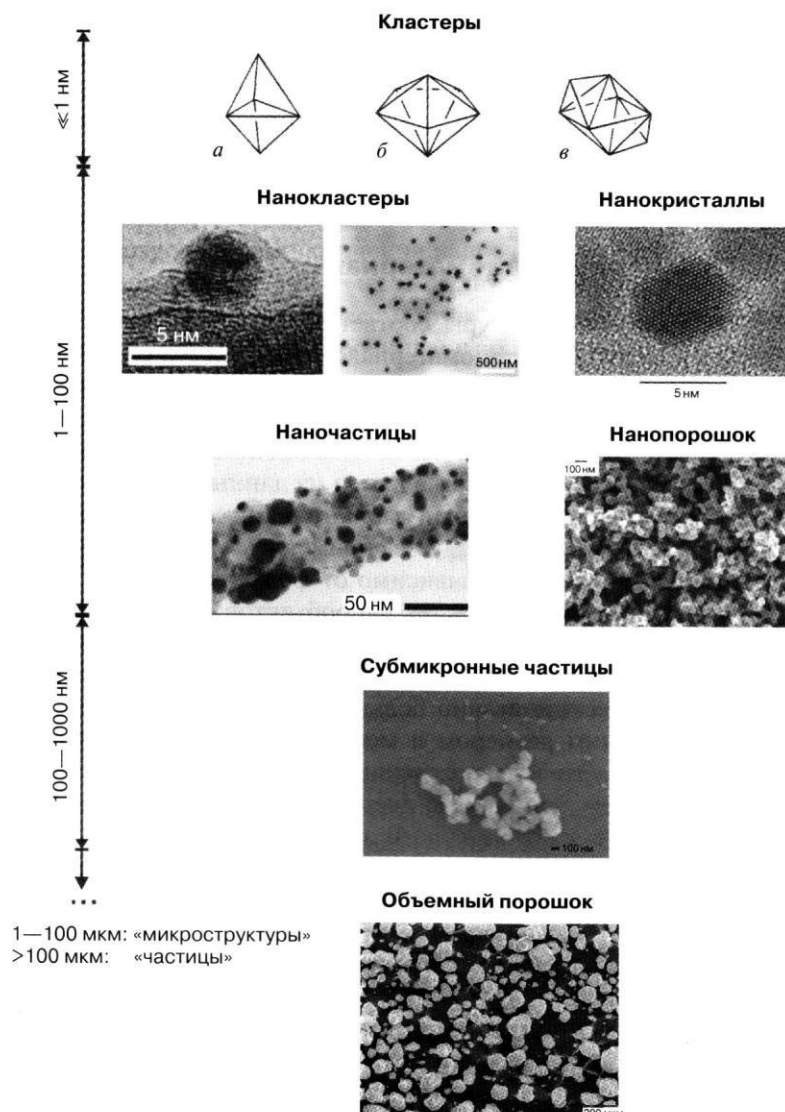 Кластеры
≪1 нм
а
б
в
Нанокластеры
Нанокристаллы
5 нм
500 нм
5 нм
1—100 нм
Наночастицы
Нанопорошок
100 нм
50 нм
Субмикронные частицы
100—1000 нм
100 нм
...
Объемный порошок
1—100 мкм: «микроструктуры»
>100 мкм: «частицы»